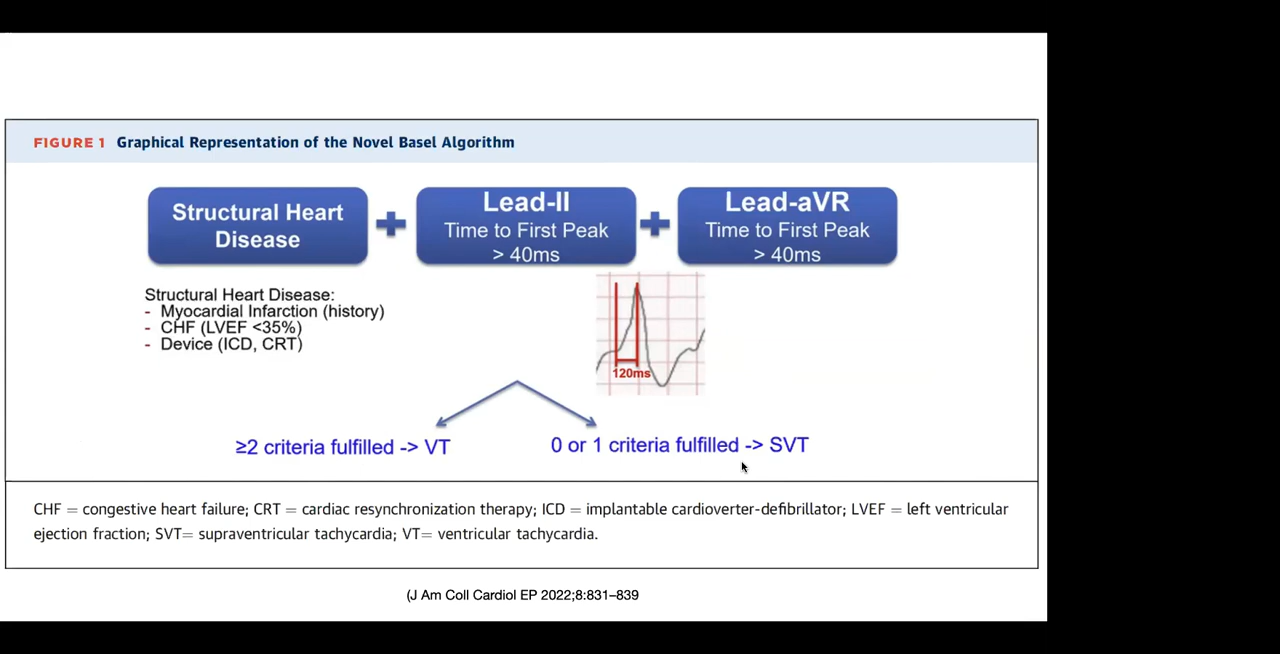 FIGURE 1 Graphical Representation of the Novel Basel Algorithm
Structural Heart
Disease
Lead-II
Time to First Peak
> 40ms
Lead-aVR
Time to First Peak
> 40ms
Structural Heart Disease:
- Myocardial Infarction (history)
- CHF (LVEF <35%)
- Device (ICD, CRT)
120ms
≥2 criteria fulfilled -> VT
0 or 1 criteria fulfilled -> SVT
CHF = congestive heart failure; CRT = cardiac resynchronization therapy; ICD = implantable cardioverter-defibrillator; LVEF = left ventricular
ejection fraction; SVT= supraventricular tachycardia; VT= ventricular tachycardia.
(J Am Coll Cardiol EP 2022;8:831–839